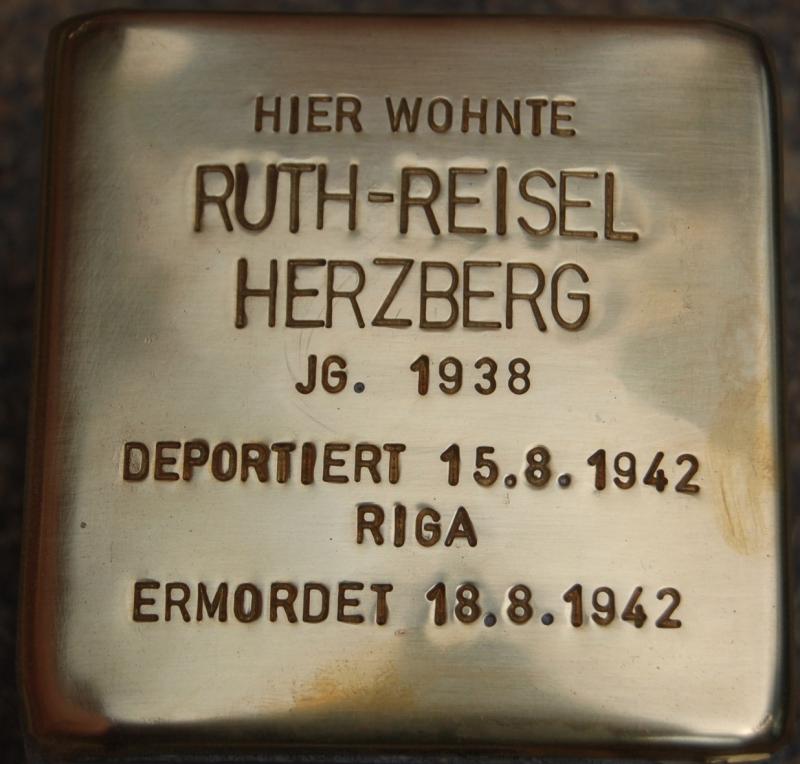 HIER WOHNTE
RUTH-REISEL
HERZBERG
JG. 1938
DEPORTIERT 15.8.1942
RIGA
ERMORDET 18.8.1942